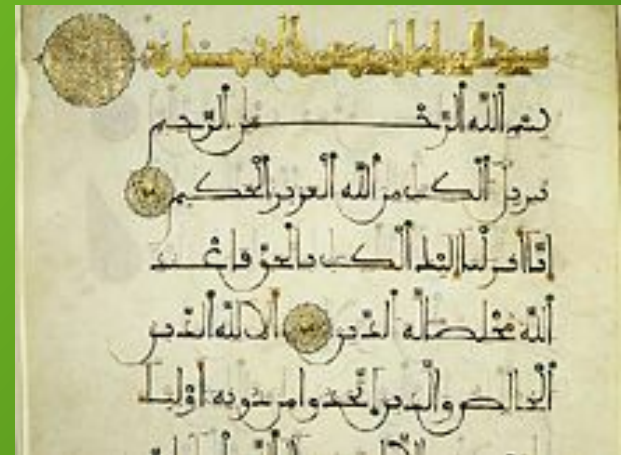 بسم الله الرحمن الرحيم
تنزيل الكتب من الله العزيز الحكيم
إنا أنزلنا إليك الكتب بالحق فاعبد
الله مخلصا له الدين ألا لله الدين
الخالص والذين اتخذوا من دونه أولياء